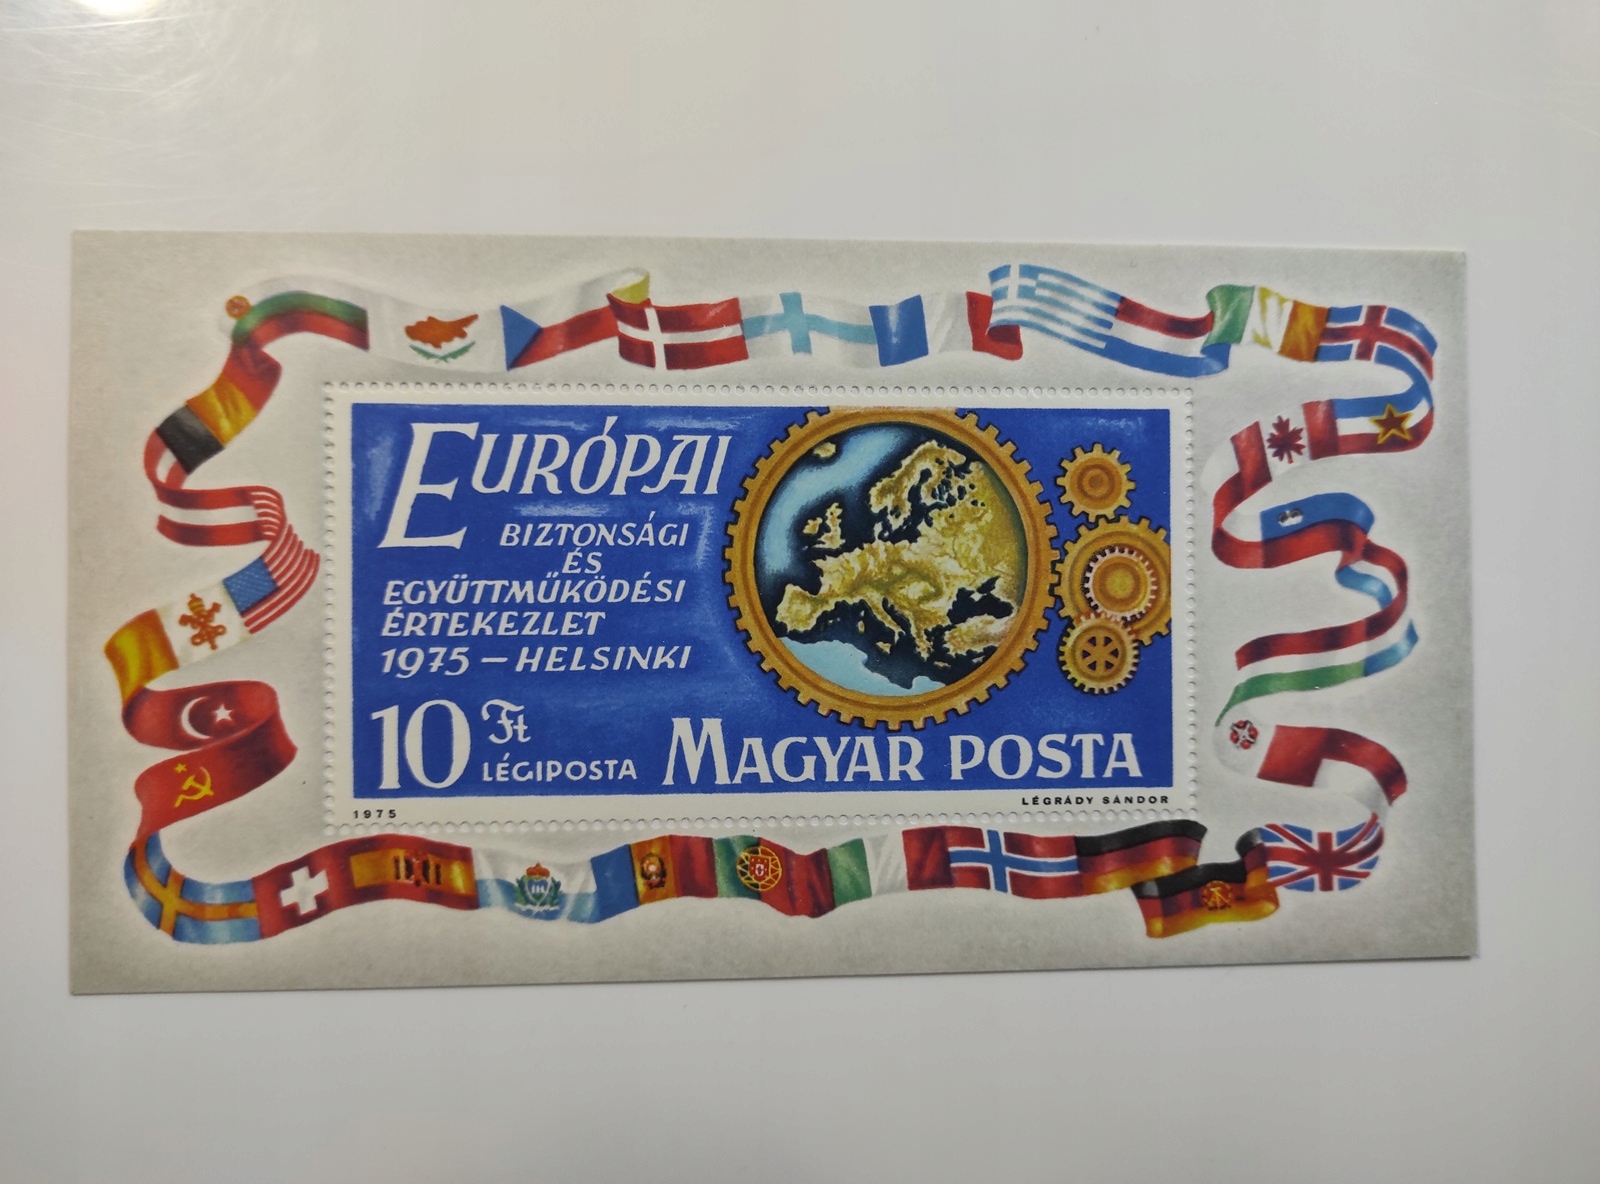 EURÓPAI
BIZTONSÁGI
ÉS
EGYÜTTMŰKÖDÉSI
ÉRTEKEZLET
1975 – HELSINKI
10 Ft
LÉGIPOSTA
MAGYAR POSTA
1975
LÉGRÁDY SÁNDOR